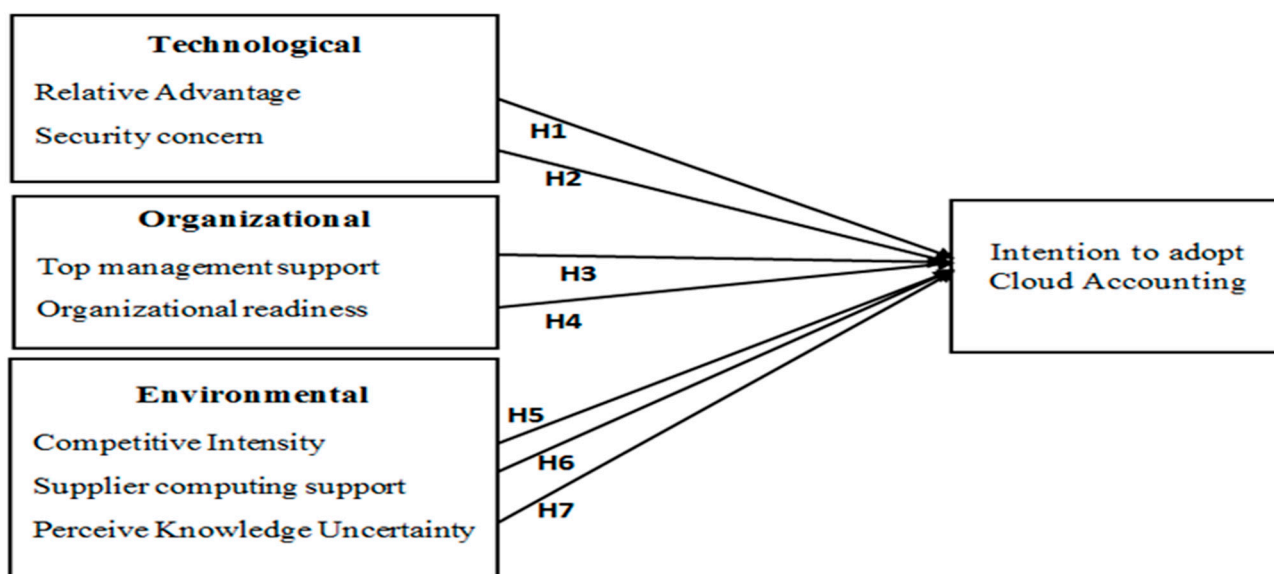 Technological
Relative Advantage
Security concern
H1
H2
Organizational
Top management support
Organizational readiness
H3
H4
Environmental
Competitive Intensity
Supplier computing support
Perceive Knowledge Uncertainty
H5
H6
H7
Intention to adopt
Cloud Accounting